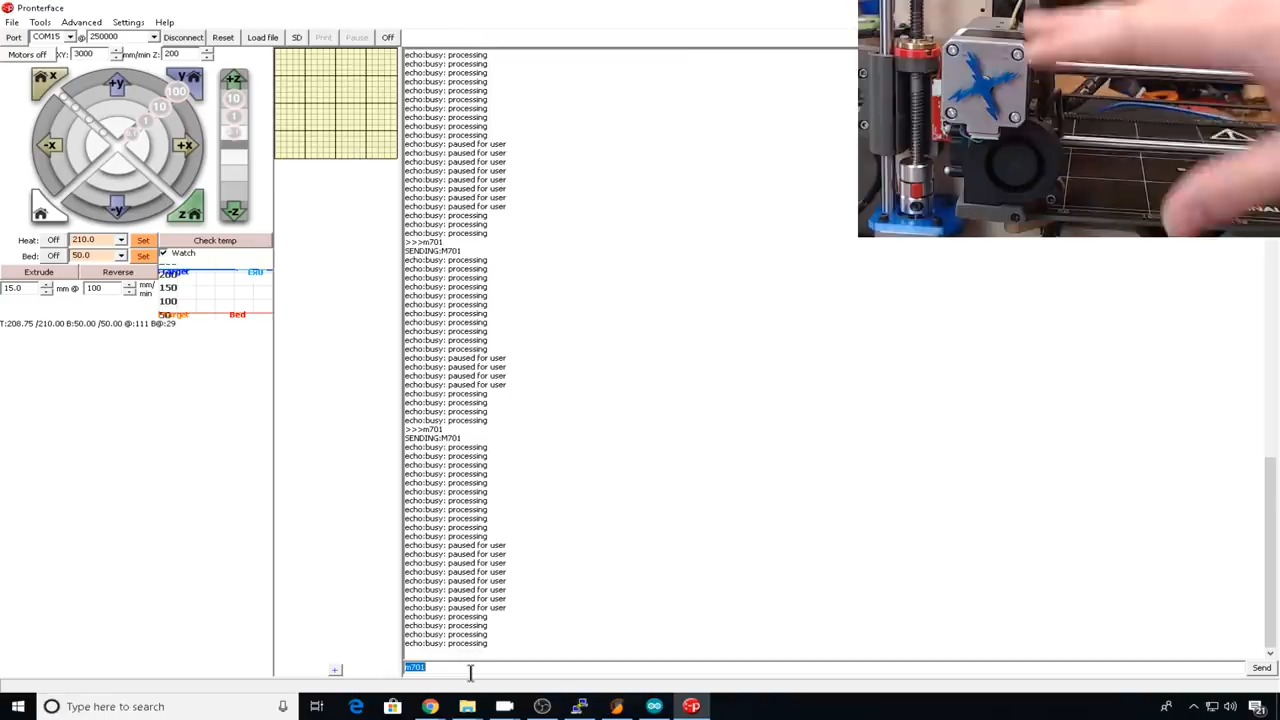 Pronterface
File Tools Advanced Settings Help
Port COM15 @ 250000 Disconnect Reset Load file SD Print Pause Off
Motors off XY: 3000 mm/min Z: 200
x +y y +z
100
10 10
1 1
-x +x
-y z -z
Heat: Off 210.0 Set Check temp
Bed: Off 50.0 Set Watch
Extrude Reverse
15.0 mm @ 100 mm/
min
200
150
100
50
Bed
T:208.75 /210.00 B:50.00 /50.00 @:111 B@:29
echo:busy: processing
echo:busy: processing
echo:busy: processing
echo:busy: processing
echo:busy: processing
echo:busy: processing
echo:busy: processing
echo:busy: processing
echo:busy: processing
echo:busy: processing
echo:busy: paused for user
echo:busy: paused for user
echo:busy: paused for user
echo:busy: paused for user
echo:busy: paused for user
echo:busy: paused for user
echo:busy: paused for user
echo:busy: paused for user
echo:busy: processing
echo:busy: processing
echo:busy: processing
>>>m701
SENDING:M701
echo:busy: processing
echo:busy: processing
echo:busy: processing
echo:busy: processing
echo:busy: processing
echo:busy: processing
echo:busy: processing
echo:busy: processing
echo:busy: processing
echo:busy: processing
echo:busy: processing
echo:busy: paused for user
echo:busy: paused for user
echo:busy: paused for user
echo:busy: paused for user
echo:busy: processing
echo:busy: processing
echo:busy: processing
echo:busy: processing
>>>m701
SENDING:M701
echo:busy: processing
echo:busy: processing
echo:busy: processing
echo:busy: processing
echo:busy: processing
echo:busy: processing
echo:busy: processing
echo:busy: processing
echo:busy: processing
echo:busy: processing
echo:busy: processing
echo:busy: paused for user
echo:busy: paused for user
echo:busy: paused for user
echo:busy: paused for user
echo:busy: paused for user
echo:busy: paused for user
echo:busy: paused for user
echo:busy: paused for user
echo:busy: processing
echo:busy: processing
echo:busy: processing
echo:busy: processing
+ m701 Send
Type here to search